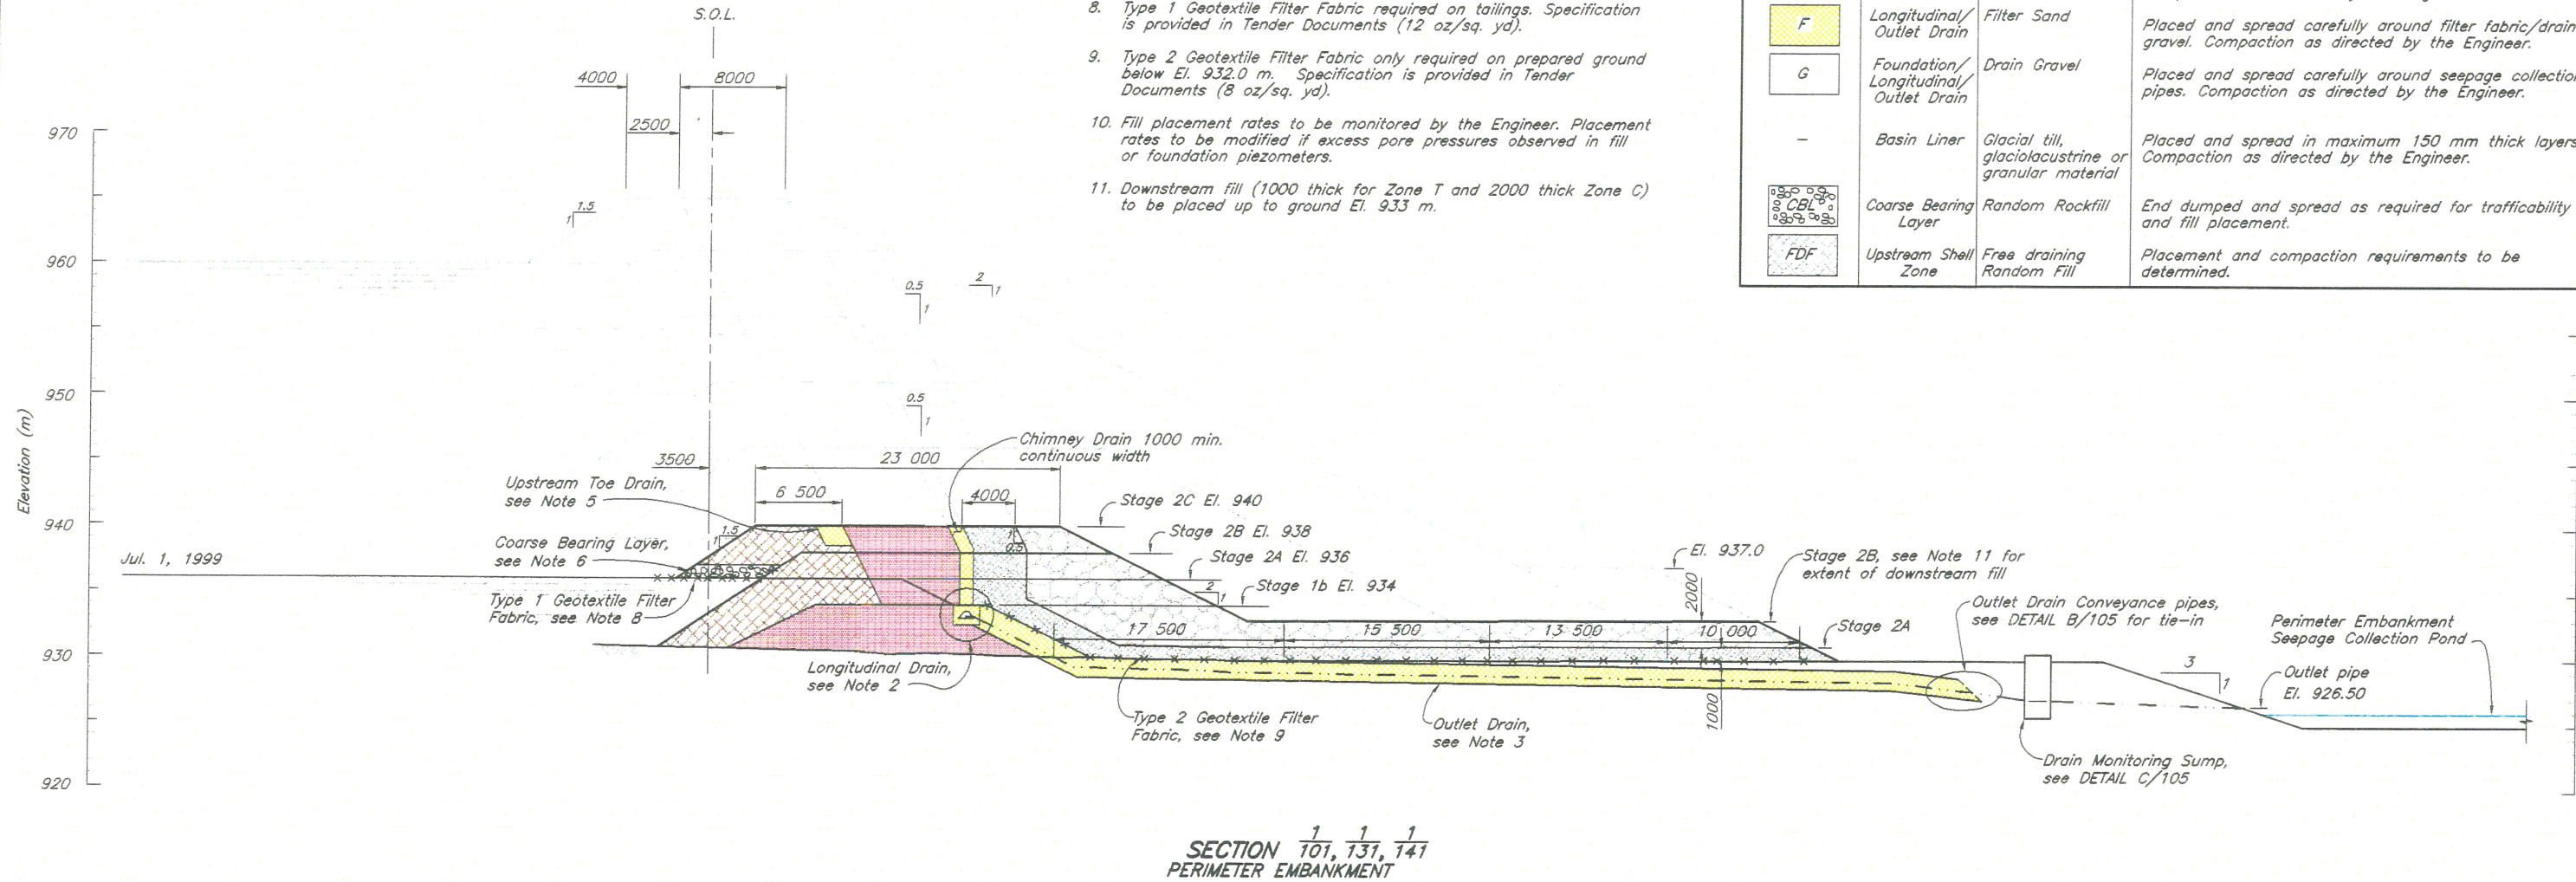 S.O.L.
4000
8000
2500
1.5
1
0.5
1
2
1
0.5
1
8. Type 1 Geotextile Filter Fabric required on tailings. Specification
is provided in Tender Documents (12 oz/sq. yd).
9. Type 2 Geotextile Filter Fabric only required on prepared ground
below El. 932.0 m. Specification is provided in Tender
Documents (8 oz/sq. yd).
10. Fill placement rates to be monitored by the Engineer. Placement
rates to be modified if excess pore pressures observed in fill
or foundation piezometers.
11. Downstream fill (1000 thick for Zone T and 2000 thick Zone C)
to be placed up to ground El. 933 m.
F
Longitudinal/
Outlet Drain
Filter Sand
Placed and spread carefully around filter fabric/drain
gravel. Compaction as directed by the Engineer.
G
Foundation/
Longitudinal/
Outlet Drain
Drain Gravel
Placed and spread carefully around seepage collection
pipes. Compaction as directed by the Engineer.
-
Basin Liner
Glacial till,
glaciolacustrine or
granular material
Placed and spread in maximum 150 mm thick layers
Compaction as directed by the Engineer.
CBL
Coarse Bearing
Layer
Random Rockfill
End dumped and spread as required for trafficability
and fill placement.
FDF
Upstream Shell
Zone
Free draining
Random Fill
Placement and compaction requirements to be
determined.
Elevation (m)
970
960
950
940
930
920
Jul. 1, 1999
3500
23 000
6 500
4000
Chimney Drain 1000 min.
continuous width
Upstream Toe Drain,
see Note 5
Coarse Bearing Layer,
see Note 6
Type 1 Geotextile Filter
Fabric, see Note 8
1.5
1
1
0.5
Stage 2C El. 940
Stage 2B El. 938
Stage 2A El. 936
Stage 1b El. 934
2
1
Longitudinal Drain,
see Note 2
17 500
15 500
13 500
10 000
2000
1000
El. 937.0
Stage 2B, see Note 11 for
extent of downstream fill
Stage 2A
Type 2 Geotextile Filter
Fabric, see Note 9
Outlet Drain,
see Note 3
Outlet Drain Conveyance pipes,
see DETAIL B/105 for tie-in
Perimeter Embankment
Seepage Collection Pond
3
1
Outlet pipe
El. 926.50
Drain Monitoring Sump,
see DETAIL C/105
SECTION 1/101, 1/131, 1/141
PERIMETER EMBANKMENT